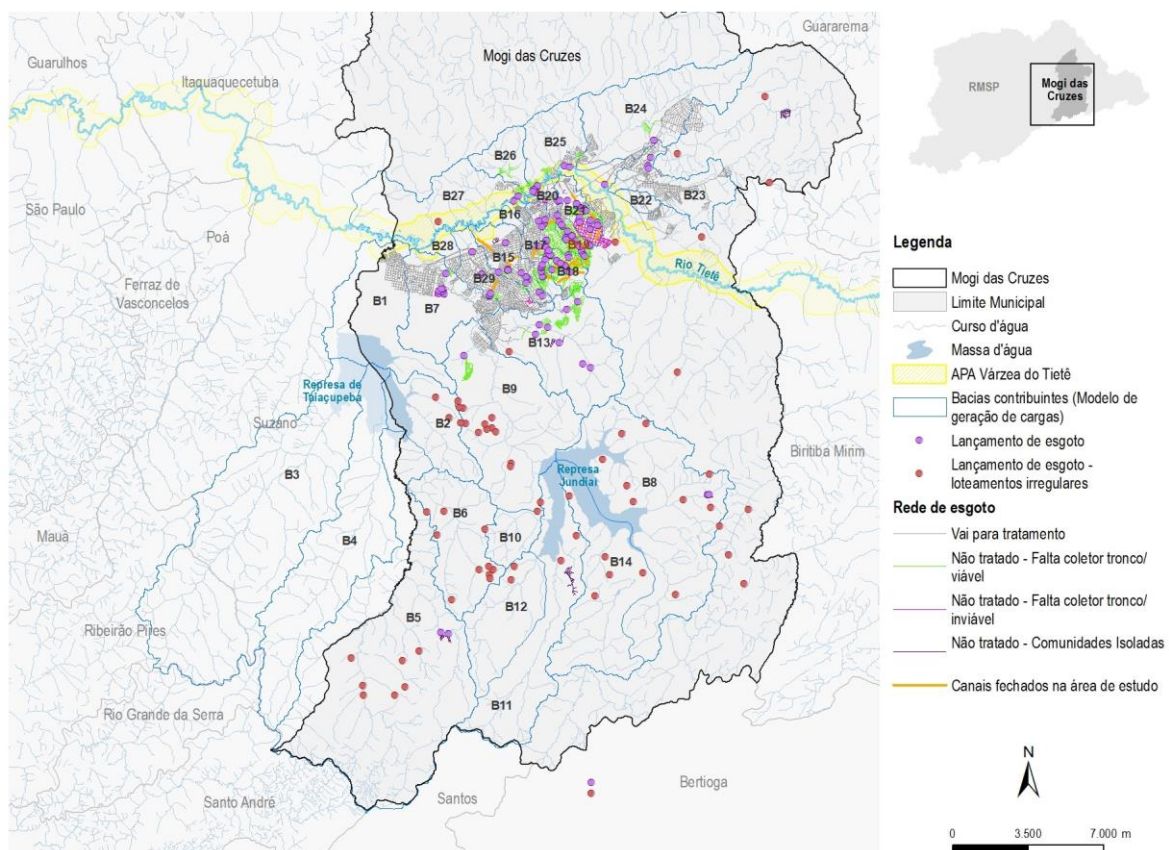 Guararema
Guarulhos
Mogi das Cruzes
Itaquaquecetuba
B24
B25
B26
B27
B20
B22
B23
B16
B21
São Paulo
B28
B17
B19
Poá
B15
B18
Rio Tietê
B29
Ferraz de
Vasconcelos
B1
B7
B13
B9
Represa de
Taiaçupeba
Suzano
B2
Biritiba Mirim
B3
Represa
Jundiaí
B8
B6
Mauá
B4
B10
B14
B12
B5
Ribeirão Pires
B11
Rio Grande da Serra
Bertioga
Santo André
Santos
RMSP
Mogi das
Cruzes
Legenda
Mogi das Cruzes
Limite Municipal
Curso d'água
Massa d'água
APA Várzea do Tietê
Bacias contribuintes (Modelo de
geração de cargas)
Lançamento de esgoto
Lançamento de esgoto -
loteamentos irregulares
Rede de esgoto
Vai para tratamento
Não tratado - Falta coletor tronco/
viável
Não tratado - Falta coletor tronco/
inviável
Não tratado - Comunidades Isoladas
Canais fechados na área de estudo
N
0 3.500 7.000 m